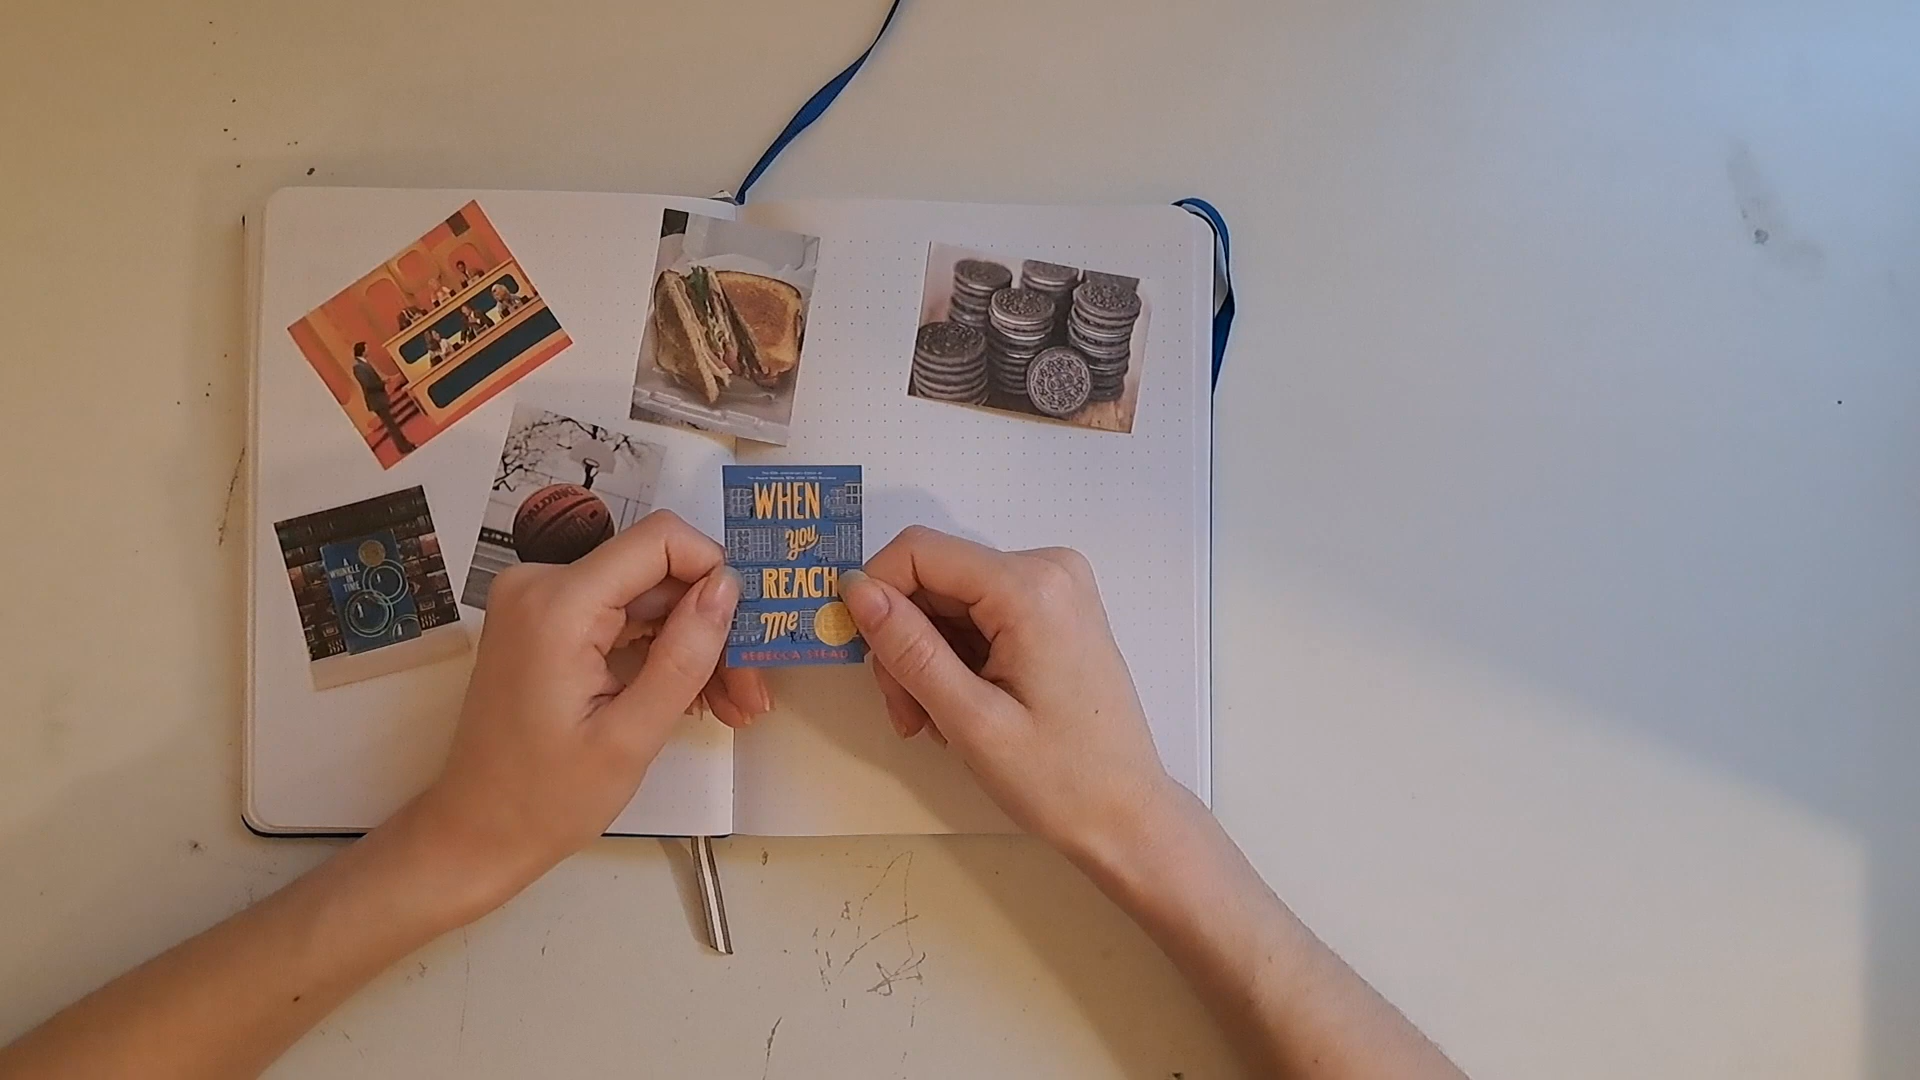 WHEN
you
REACH
me
REBECCA STEAD
A
WRINKLE
IN
TIME
SPALDING